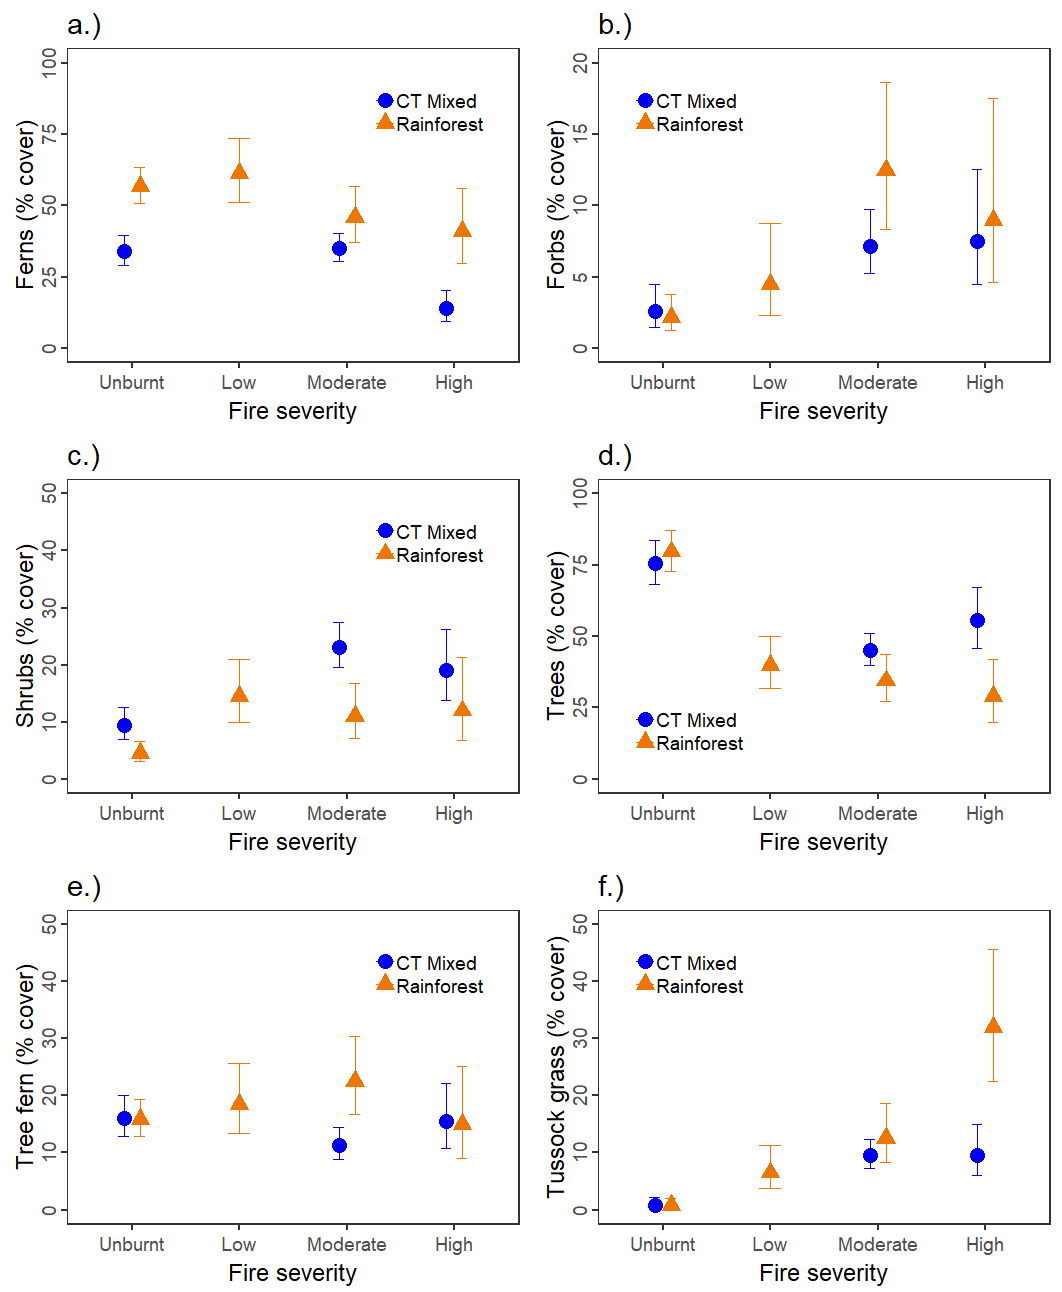 a.)
Ferns (% cover)
100
75
50
25
0
CT Mixed
Rainforest
Unburnt Low Moderate High
Fire severity
b.)
Forbs (% cover)
20
15
10
5
0
CT Mixed
Rainforest
Unburnt Low Moderate High
Fire severity
c.)
Shrubs (% cover)
50
40
30
20
10
0
CT Mixed
Rainforest
Unburnt Low Moderate High
Fire severity
d.)
Trees (% cover)
100
75
50
25
0
CT Mixed
Rainforest
Unburnt Low Moderate High
Fire severity
e.)
Tree fern (% cover)
50
40
30
20
10
0
CT Mixed
Rainforest
Unburnt Low Moderate High
Fire severity
f.)
Tussock grass (% cover)
50
40
30
20
10
0
CT Mixed
Rainforest
Unburnt Low Moderate High
Fire severity